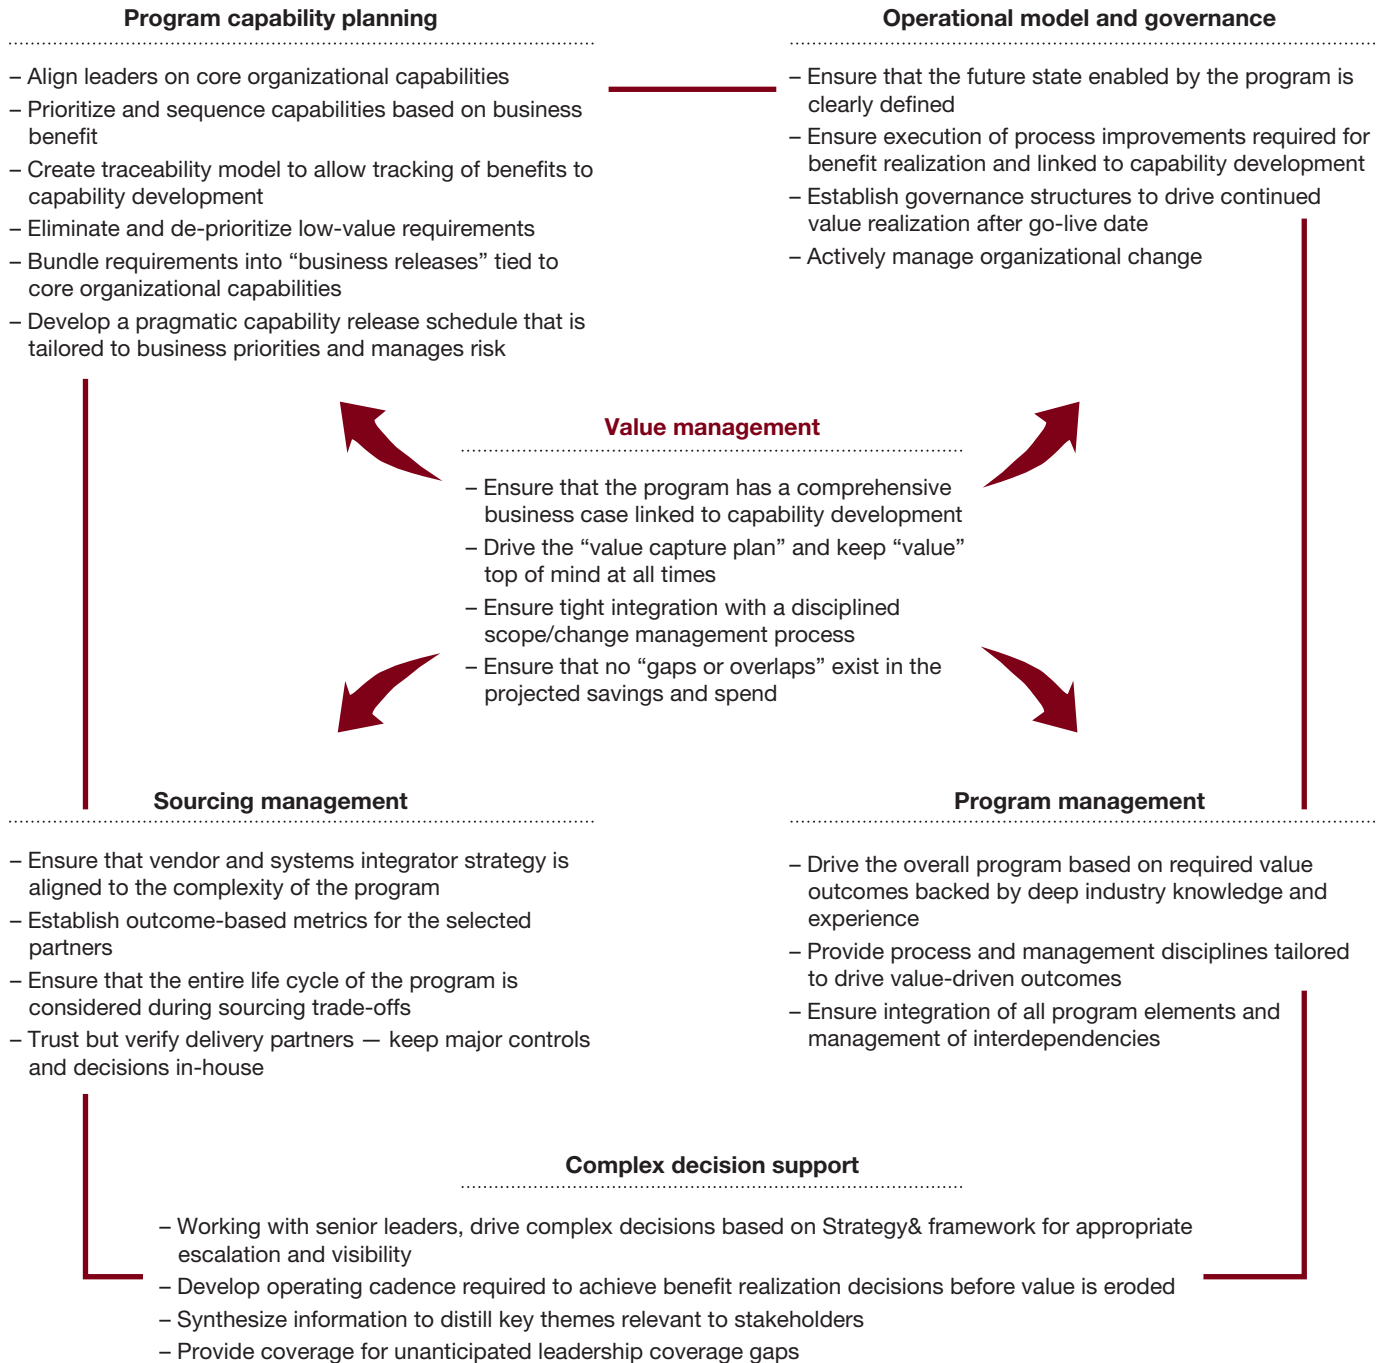 Program capability planning
– Align leaders on core organizational capabilities
– Prioritize and sequence capabilities based on business
benefit
– Create traceability model to allow tracking of benefits to
capability development
– Eliminate and de-prioritize low-value requirements
– Bundle requirements into “business releases” tied to
core organizational capabilities
– Develop a pragmatic capability release schedule that is
tailored to business priorities and manages risk
Operational model and governance
– Ensure that the future state enabled by the program is
clearly defined
– Ensure execution of process improvements required for
benefit realization and linked to capability development
– Establish governance structures to drive continued
value realization after go-live date
– Actively manage organizational change
Value management
– Ensure that the program has a comprehensive
business case linked to capability development
– Drive the “value capture plan” and keep “value”
top of mind at all times
– Ensure tight integration with a disciplined
scope/change management process
– Ensure that no “gaps or overlaps” exist in the
projected savings and spend
Sourcing management
– Ensure that vendor and systems integrator strategy is
aligned to the complexity of the program
– Establish outcome-based metrics for the selected
partners
– Ensure that the entire life cycle of the program is
considered during sourcing trade-offs
– Trust but verify delivery partners — keep major controls
and decisions in-house
Program management
– Drive the overall program based on required value
outcomes backed by deep industry knowledge and
experience
– Provide process and management disciplines tailored
to drive value-driven outcomes
– Ensure integration of all program elements and
management of interdependencies
Complex decision support
– Working with senior leaders, drive complex decisions based on Strategy& framework for appropriate
escalation and visibility
– Develop operating cadence required to achieve benefit realization decisions before value is eroded
– Synthesize information to distill key themes relevant to stakeholders
– Provide coverage for unanticipated leadership coverage gaps